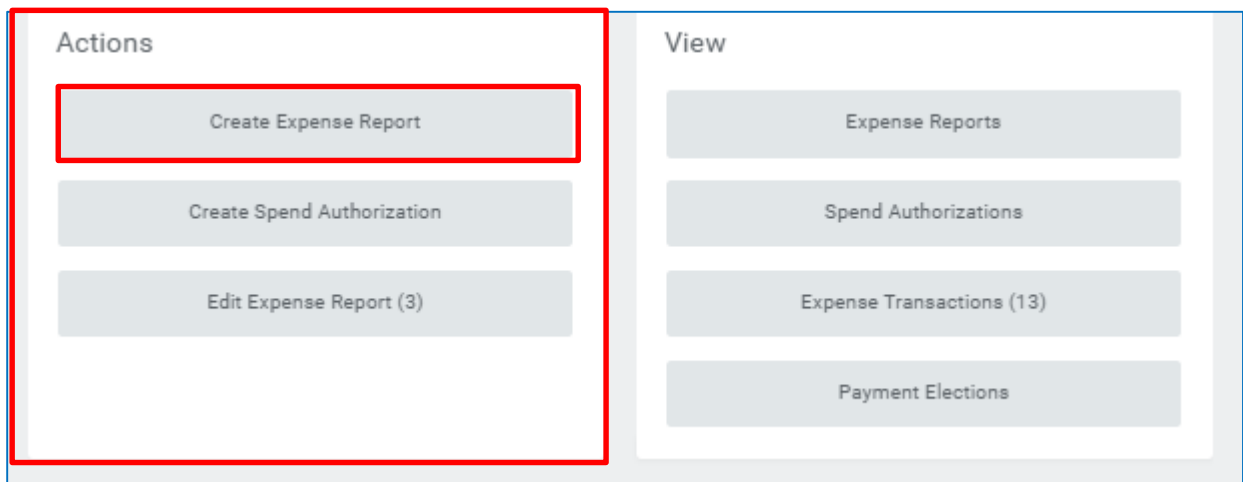 Actions
Create Expense Report
Create Spend Authorization
Edit Expense Report (3)
View
Expense Reports
Spend Authorizations
Expense Transactions (13)
Payment Elections